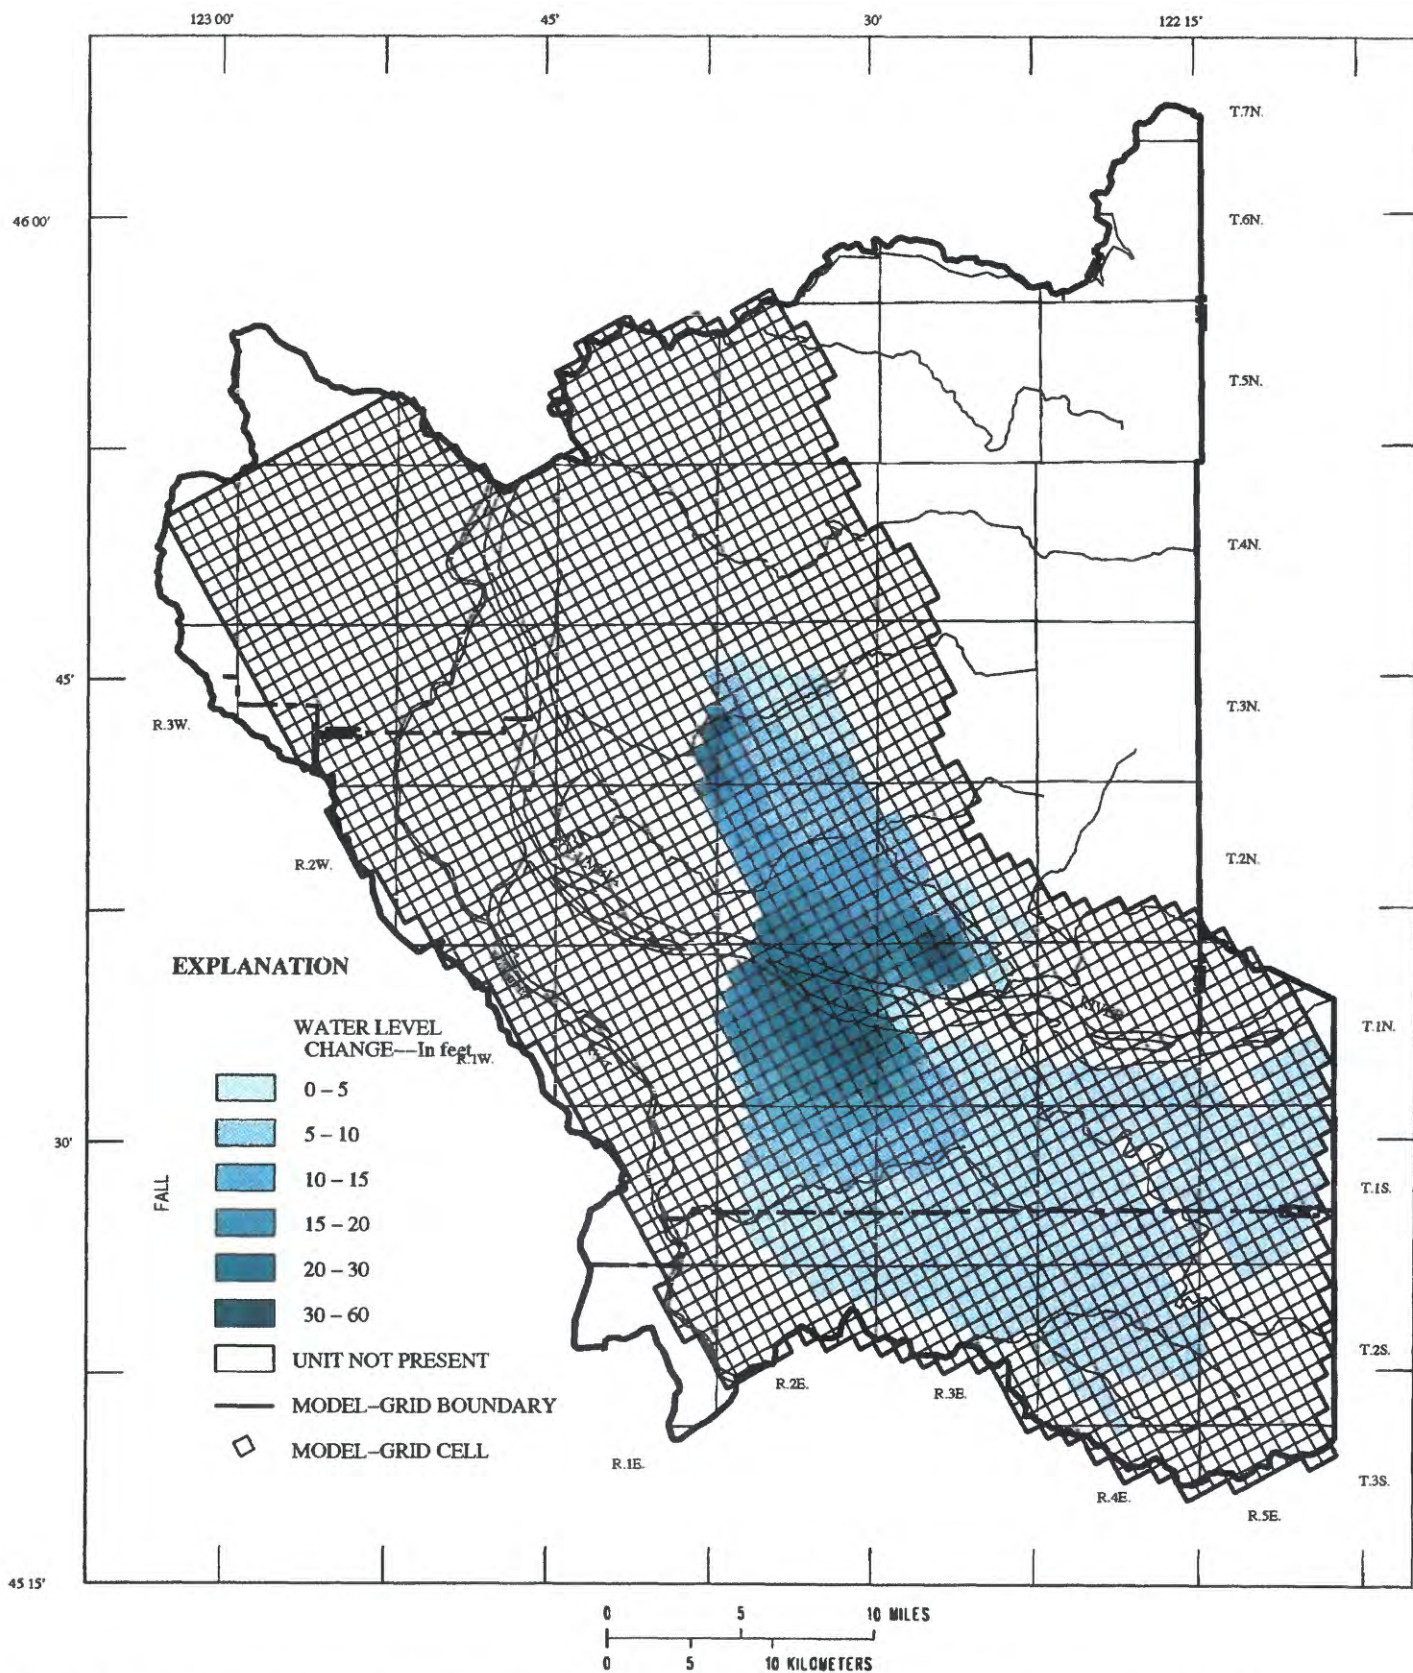 123 00' 45' 30' 122 15'
T.7N.
46 00' T.6N.
T.5N.
T.4N.
45'
R.3W. T.3N.
R.2W. T.2N.
EXPLANATION
RIVER
WATER LEVEL
CHANGE––In feet
R.1W.
T.1N.
0 – 5
30' 5 – 10
FALL
10 – 15
T.1S.
15 – 20
20 – 30
30 – 60
UNIT NOT PRESENT
T.2S.
MODEL–GRID BOUNDARY
R.2E. R.3E.
MODEL–GRID CELL
R.1E.
T.3S.
R.4E.
R.5E.
45 15'
0 5 10 MILES
0 5 10 KILOMETERS